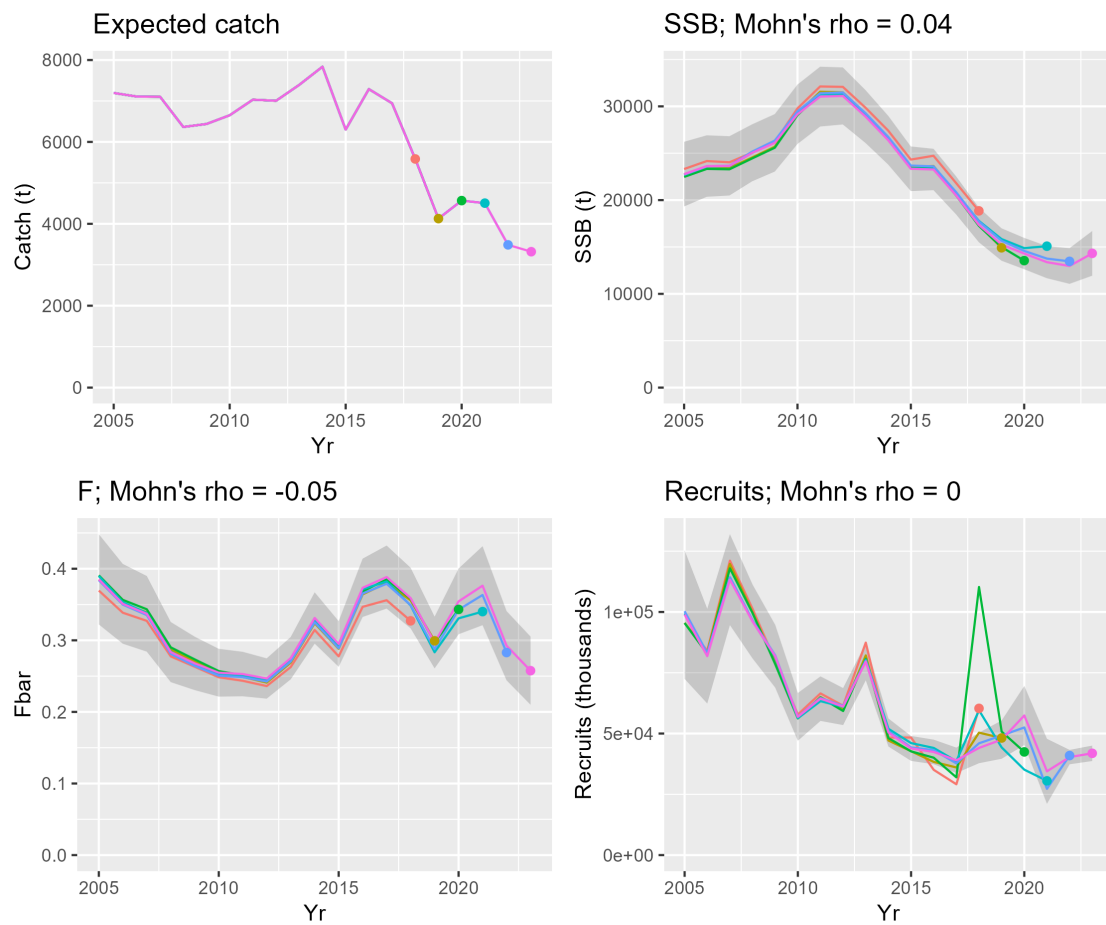 Expected catch
8000
6000
4000
2000
0
Catch (t)
2005 2010 2015 2020
Yr
SSB; Mohn's rho = 0.04
30000
20000
10000
0
SSB (t)
2005 2010 2015 2020
Yr
F; Mohn's rho = -0.05
0.4
0.3
0.2
0.1
0.0
Fbar
2005 2010 2015 2020
Yr
Recruits; Mohn's rho = 0
1e+05
5e+04
0e+00
Recruits (thousands)
2005 2010 2015 2020
Yr